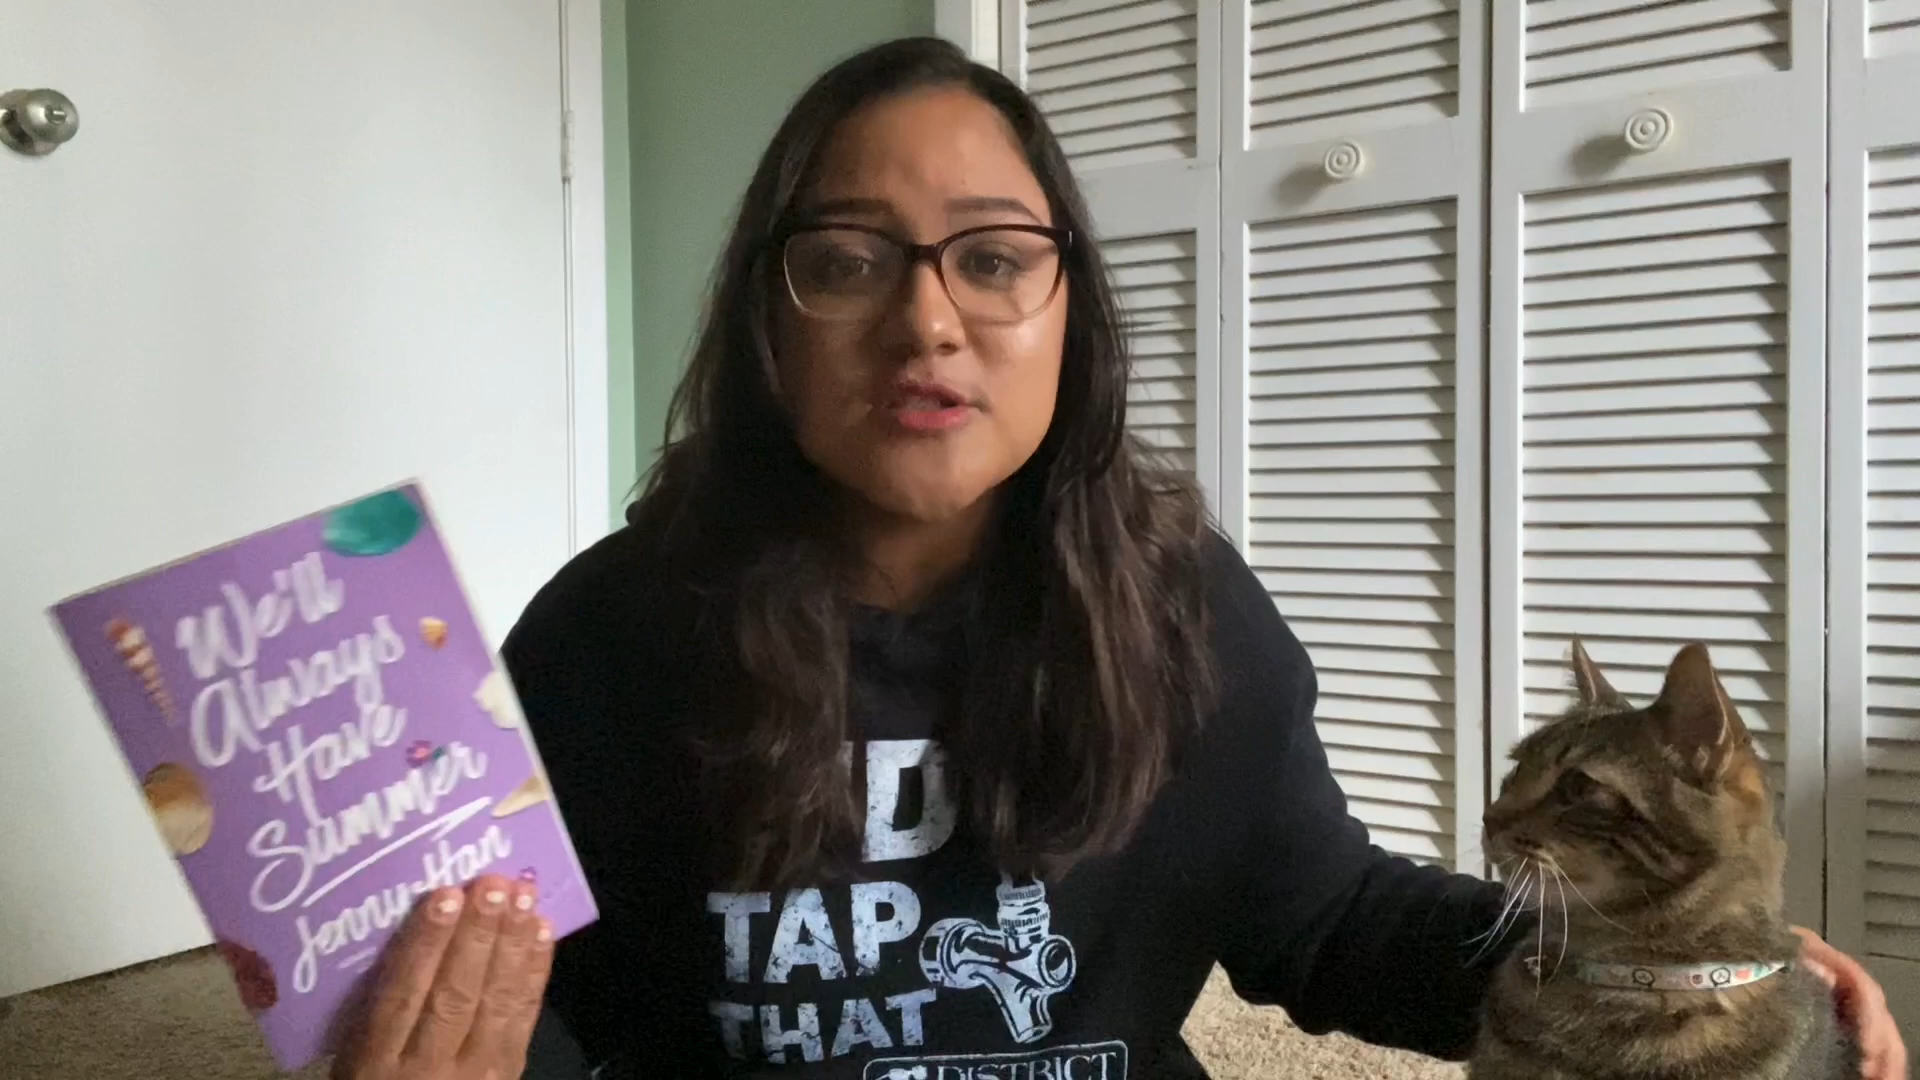 We'll
Always
Have
Summer
Jenny Han
TAP
THAT
DISTRICT